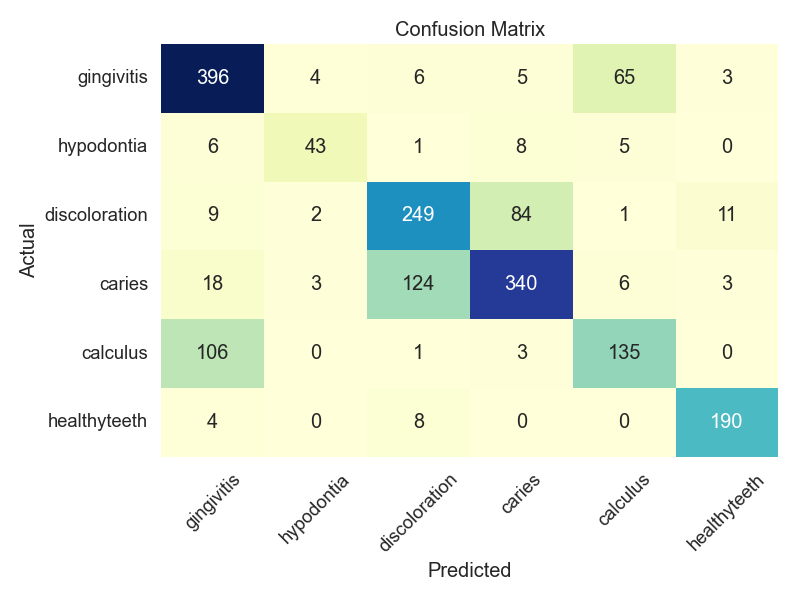 Confusion Matrix
Actual
gingivitis 396 4 6 5 65 3
hypodontia 6 43 1 8 5 0
discoloration 9 2 249 84 1 11
caries 18 3 124 340 6 3
calculus 106 0 1 3 135 0
healthyteeth 4 0 8 0 0 190
gingivitis hypodontia discoloration caries calculus healthyteeth
Predicted